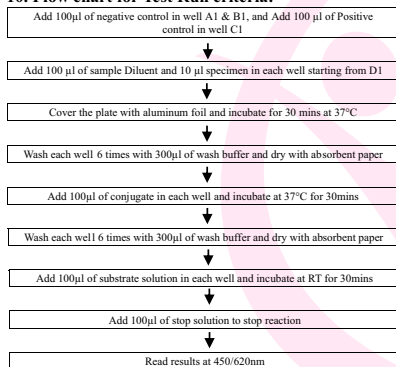 10. Flow chart for Test Run criteria:
Add 100µl of negative control in well A1 & B1, and Add 100 µl of Positive
control in well C1
Add 100 µl of sample Diluent and 10 µl specimen in each well starting from D1
Cover the plate with aluminum foil and incubate for 30 mins at 37°C
Wash each well 6 times with 300µl of wash buffer and dry with absorbent paper
Add 100µl of conjugate in each well and incubate at 37°C for 30mins
Wash each well 6 times with 300µl of wash buffer and dry with absorbent paper
Add 100µl of substrate solution in each well and incubate at RT for 30mins
Add 100µl of stop solution to stop reaction
Read results at 450/620nm